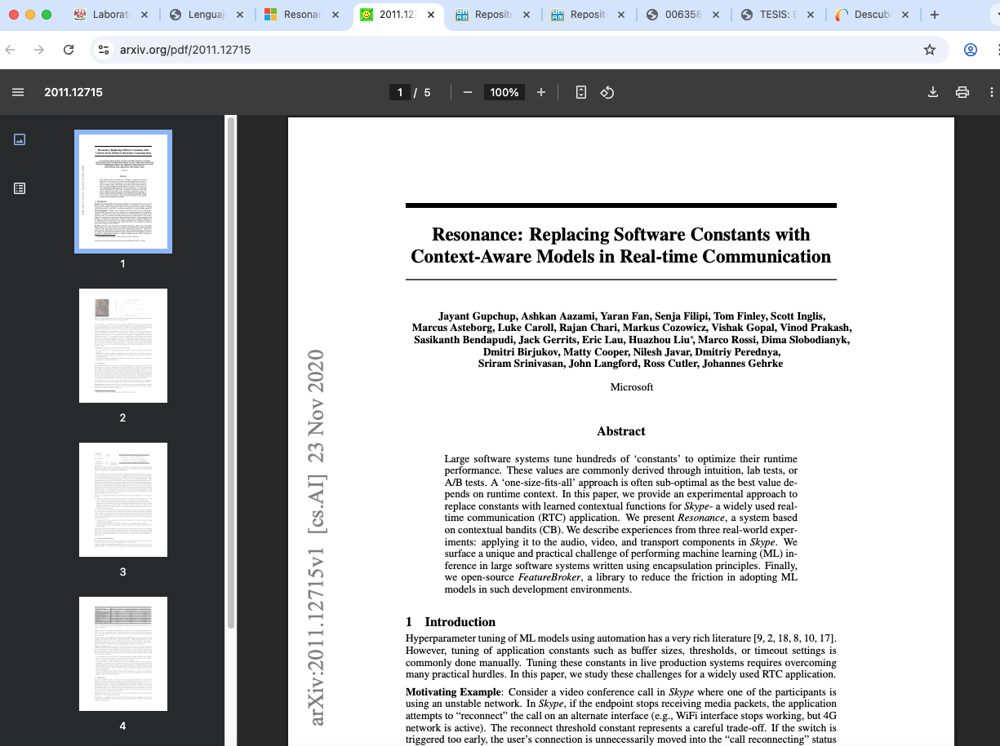 Laborat
Lenguaj
Resonan
2011.127
Reposito
Reposito
006358
TESIS: E
Descub
arxiv.org/pdf/2011.12715
2011.12715
1 / 5
100%
1
2
3
4
arXiv:2011.12715v1 [cs.AI] 23 Nov 2020
Resonance: Replacing Software Constants with
Context-Aware Models in Real-time Communication
Jayant Gupchup, Ashkan Aazami, Yaran Fan, Senja Filipi, Tom Finley, Scott Inglis,
Marcus Asteborg, Luke Caroll, Rajan Chari, Markus Cozowicz, Vishak Gopal, Vinod Prakash,
Sasikanth Bendapudi, Jack Gerrits, Eric Lau, Huazhou Liu*, Marco Rossi, Dima Slobodianyk,
Dmitri Birjukov, Matty Cooper, Nilesh Javar, Dmitriy Perednya,
Sriram Srinivasan, John Langford, Ross Cutler, Johannes Gehrke
Microsoft
Abstract
Large software systems tune hundreds of ‘constants’ to optimize their runtime
performance. These values are commonly derived through intuition, lab tests, or
A/B tests. A ‘one-size-fits-all’ approach is often sub-optimal as the best value de-
pends on runtime context. In this paper, we provide an experimental approach to
replace constants with learned contextual functions for Skype- a widely used real-
time communication (RTC) application. We present Resonance, a system based
on contextual bandits (CB). We describe experiences from three real-world exper-
iments: applying it to the audio, video, and transport components in Skype. We
surface a unique and practical challenge of performing machine learning (ML) in-
ference in large software systems written using encapsulation principles. Finally,
we open-source FeatureBroker, a library to reduce the friction in adopting ML
models in such development environments.
1 Introduction
Hyperparameter tuning of ML models using automation has a very rich literature [9, 2, 18, 8, 10, 17].
However, tuning of application constants such as buffer sizes, thresholds, or timeout settings is
commonly done manually. Tuning these constants in live production systems requires overcoming
many practical hurdles. In this paper, we study these challenges for a widely used RTC application.
Motivating Example: Consider a video conference call in Skype where one of the participants is
using an unstable network. In Skype, if the endpoint stops receiving media packets, the application
attempts to “reconnect” the call on an alternate interface (e.g., WiFi interface stops working, but 4G
network is active). The reconnect threshold constant represents a careful trade-off. If the switch is
triggered too early, the user’s connection is unnecessarily moved into the “call reconnecting” status